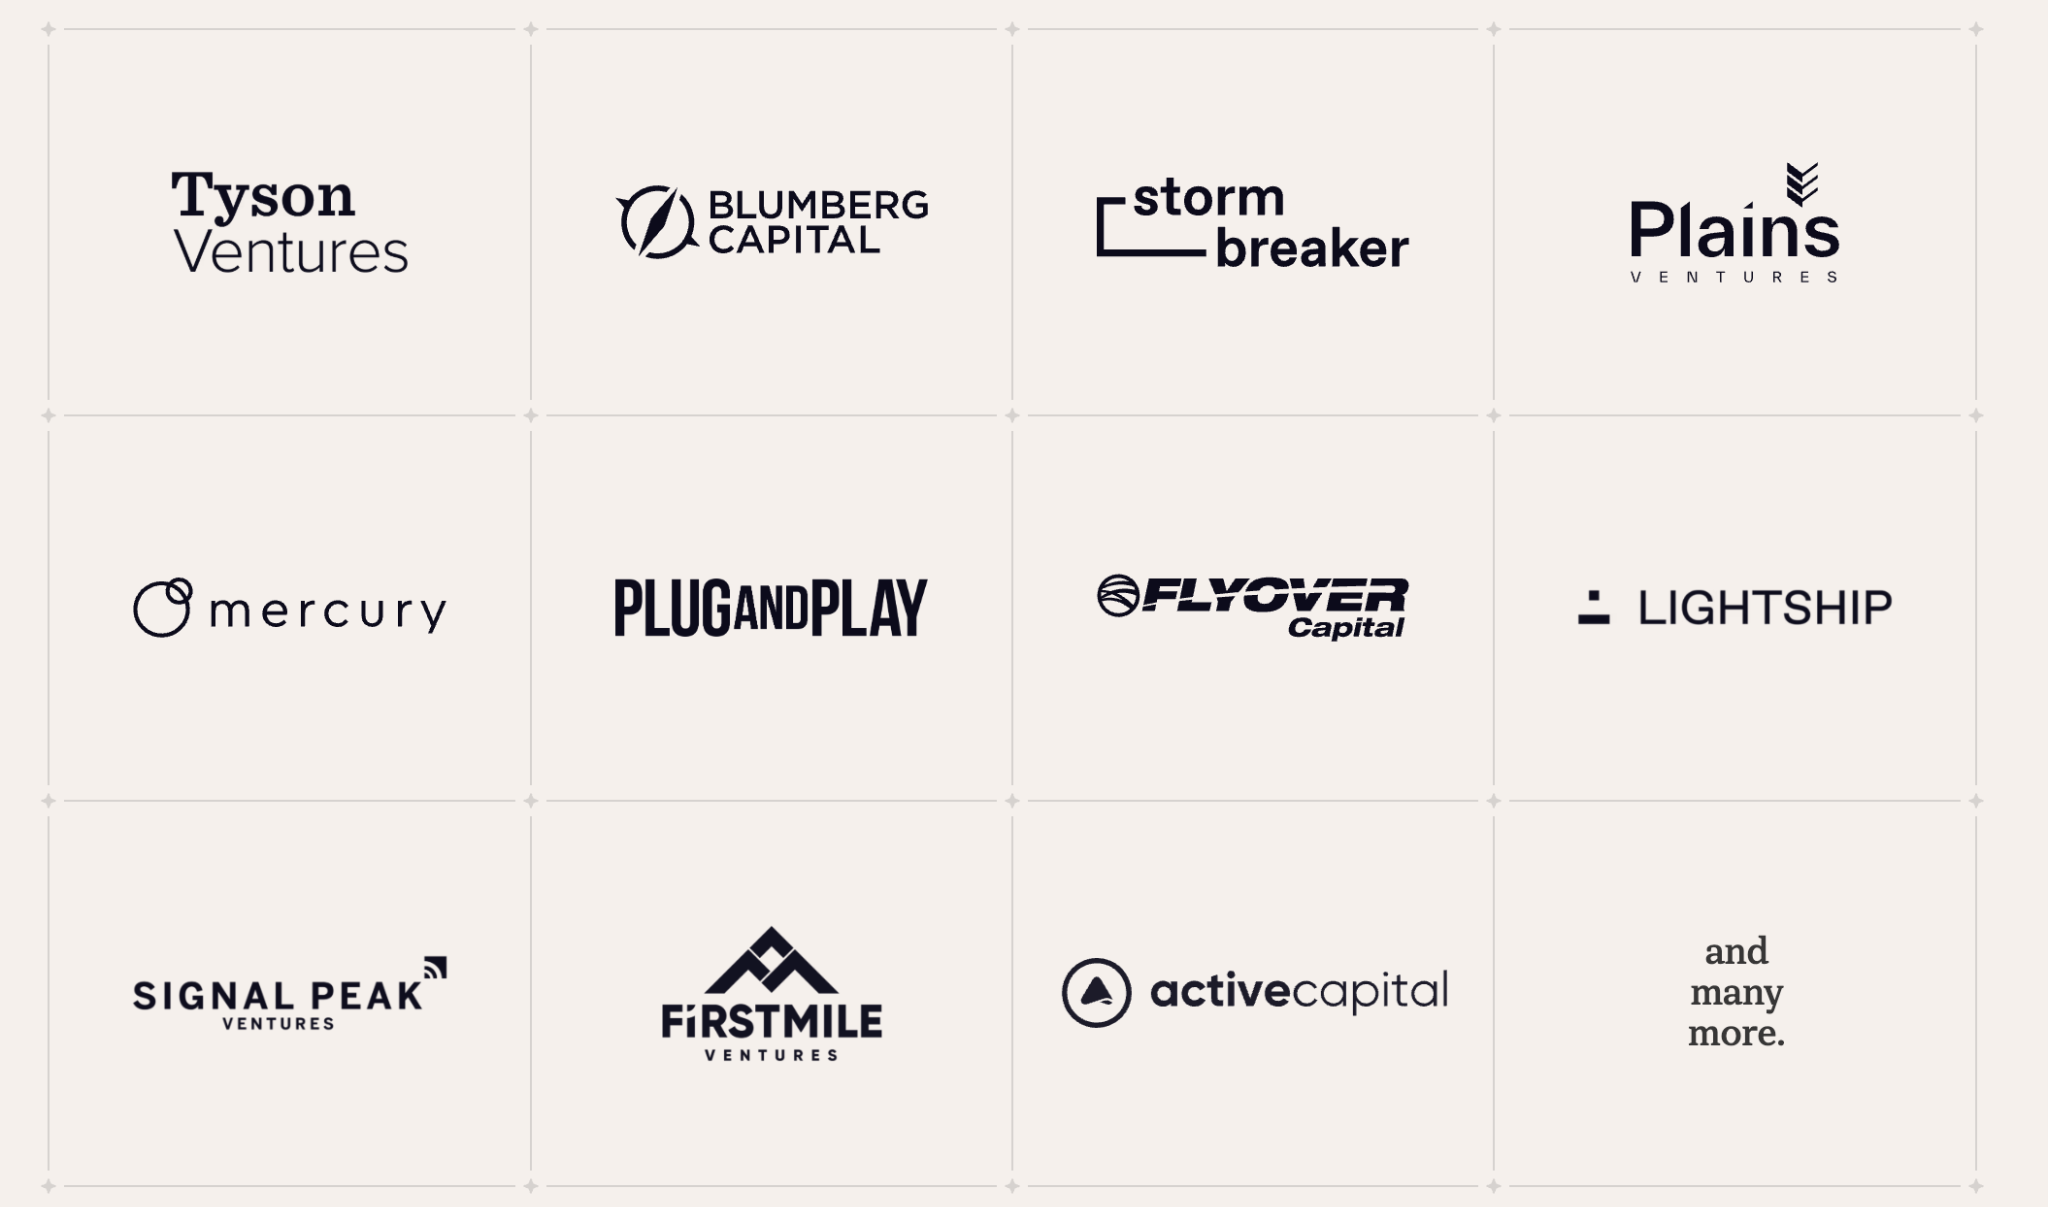 Tyson
Ventures
BLUMBERG
CAPITAL
storm
breaker
Plains
VENTURES
mercury
PLUGANDPLAY
FLYOVER
Capital
LIGHTSHIP
SIGNAL PEAK
VENTURES
FiRSTMILE
VENTURES
activecapital
and
many
more.